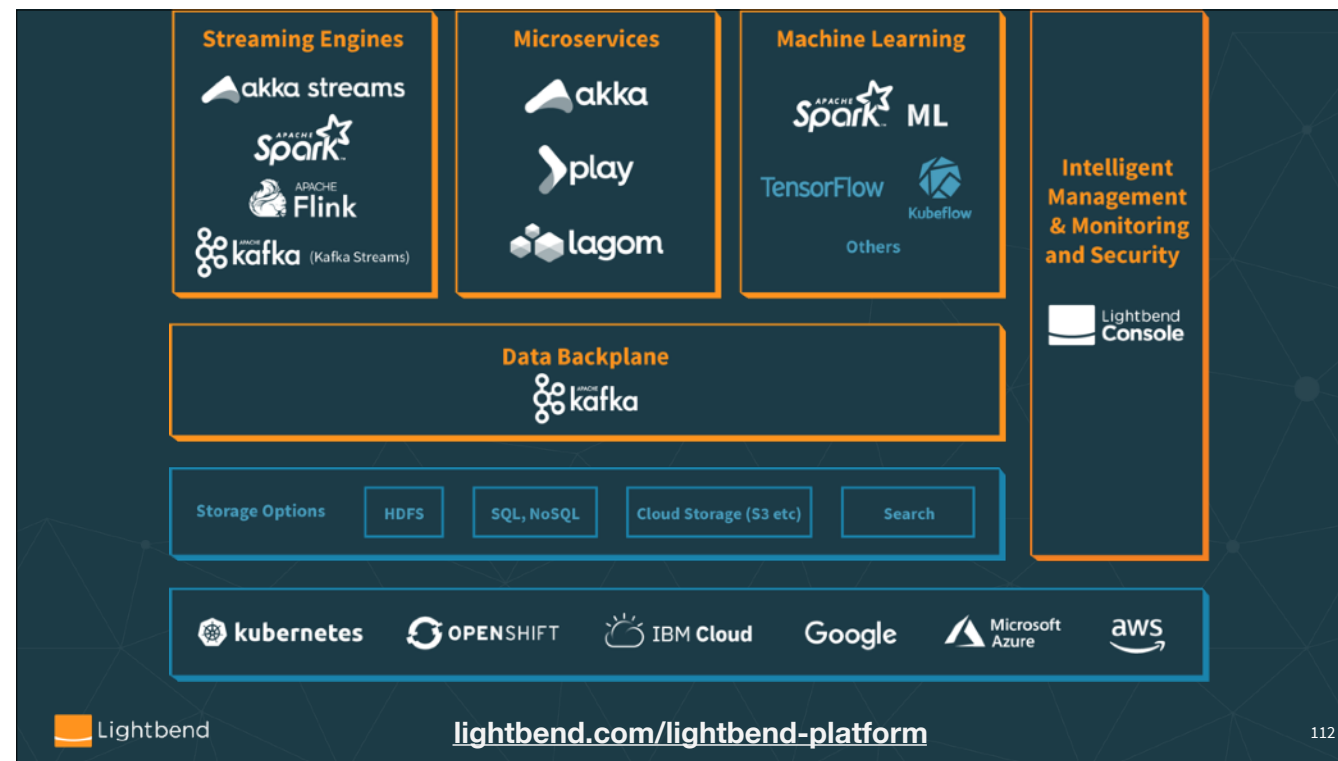 Streaming Engines
akka streams
APACHE
Spark™
APACHE
Flink
APACHE
kafka (Kafka Streams)
Microservices
akka
play
lagom
Machine Learning
APACHE
Spark™ ML
TensorFlow
Kubeflow
Others
Intelligent
Management
& Monitoring
and Security
Lightbend
Console
Data Backplane
APACHE
kafka
Storage Options
HDFS
SQL, NoSQL
Cloud Storage (S3 etc)
Search
kubernetes
OPENSHIFT
IBM Cloud
Google
Microsoft
Azure
aws
Lightbend
lightbend.com/lightbend-platform
112